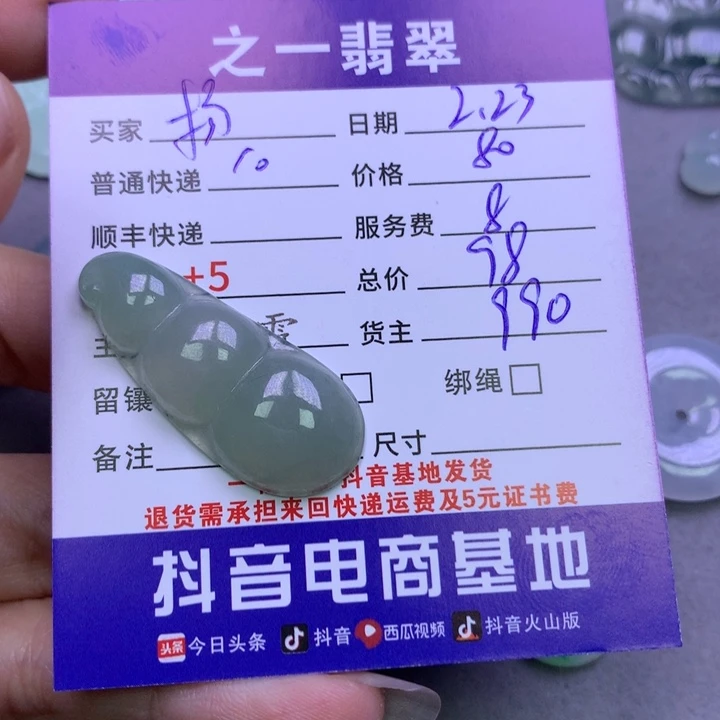 之一翡翠
买家 杨 日期 2.23
普通快递 10 价格 80
顺丰快递 服务费 8
+5 总价 98
主 雪 货主 990
留镶 绑绳
备注 尺寸
抖音基地发货
退货需承担来回快递运费及5元证书费
抖音电商基地
头条 今日头条 抖音 西瓜视频 抖音火山版